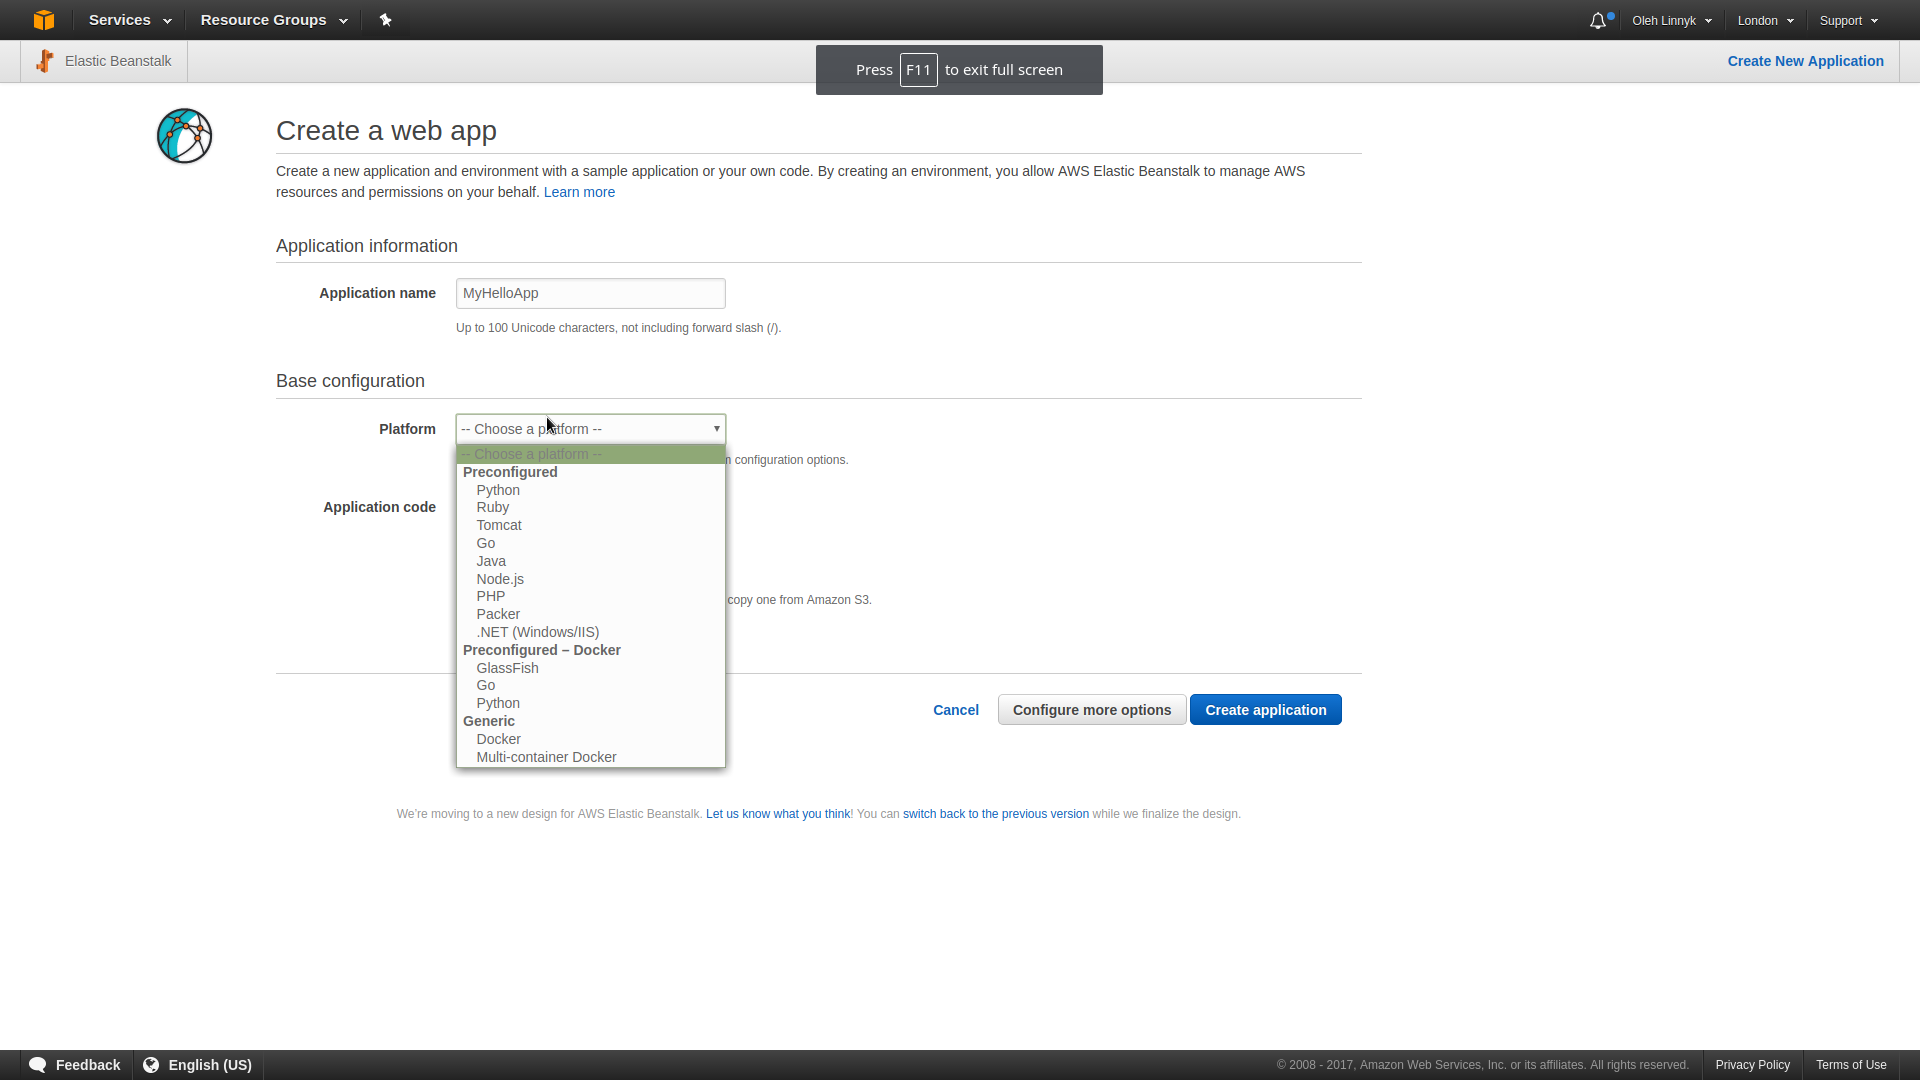 Services
Resource Groups
Oleh Linnyk
London
Support
Elastic Beanstalk
Press F11 to exit full screen
Create New Application
Create a web app
Create a new application and environment with a sample application or your own code. By creating an environment, you allow AWS Elastic Beanstalk to manage AWS
resources and permissions on your behalf. Learn more
Application information
Application name
MyHelloApp
Up to 100 Unicode characters, not including forward slash (/).
Base configuration
Platform
-- Choose a platform --
-- Choose a platform --
configuration options.
Preconfigured
Python
Ruby
Application code
Tomcat
Go
Java
Node.js
PHP
copy one from Amazon S3.
Packer
.NET (Windows/IIS)
Preconfigured – Docker
GlassFish
Go
Python
Generic
Docker
Multi-container Docker
Cancel
Configure more options
Create application
We're moving to a new design for AWS Elastic Beanstalk. Let us know what you think! You can switch back to the previous version while we finalize the design.
Feedback
English (US)
© 2008 - 2017, Amazon Web Services, Inc. or its affiliates. All rights reserved.
Privacy Policy
Terms of Use